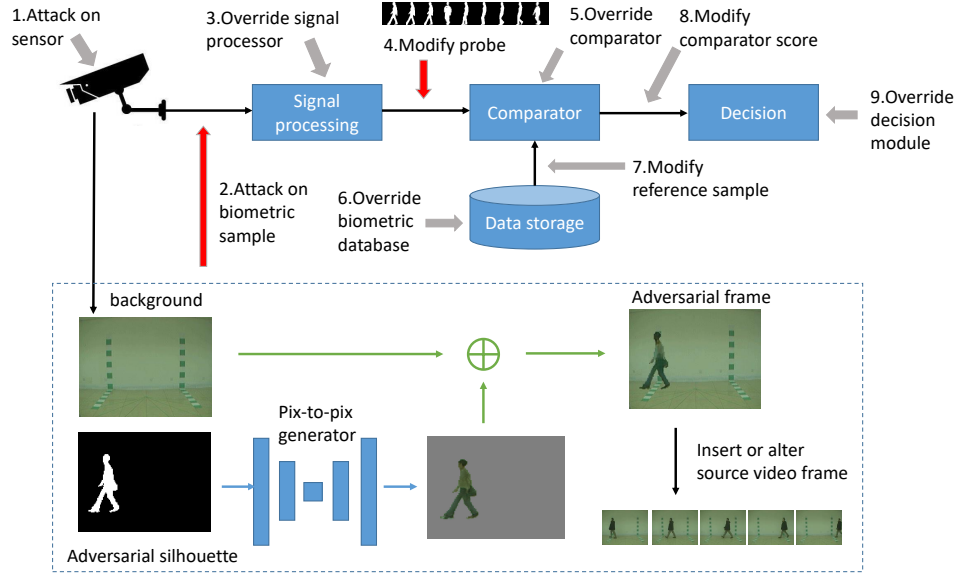 1.Attack on
sensor
3.Override signal
processor
4.Modify probe
5.Override
comparator
8.Modify
comparator score
Signal
processing
Comparator
Decision
9.Override
decision
module
2.Attack on
biometric
sample
6.Override
biometric
database
Data storage
7.Modify
reference sample
background
Adversarial frame
Pix-to-pix
generator
Insert or alter
source video frame
Adversarial silhouette